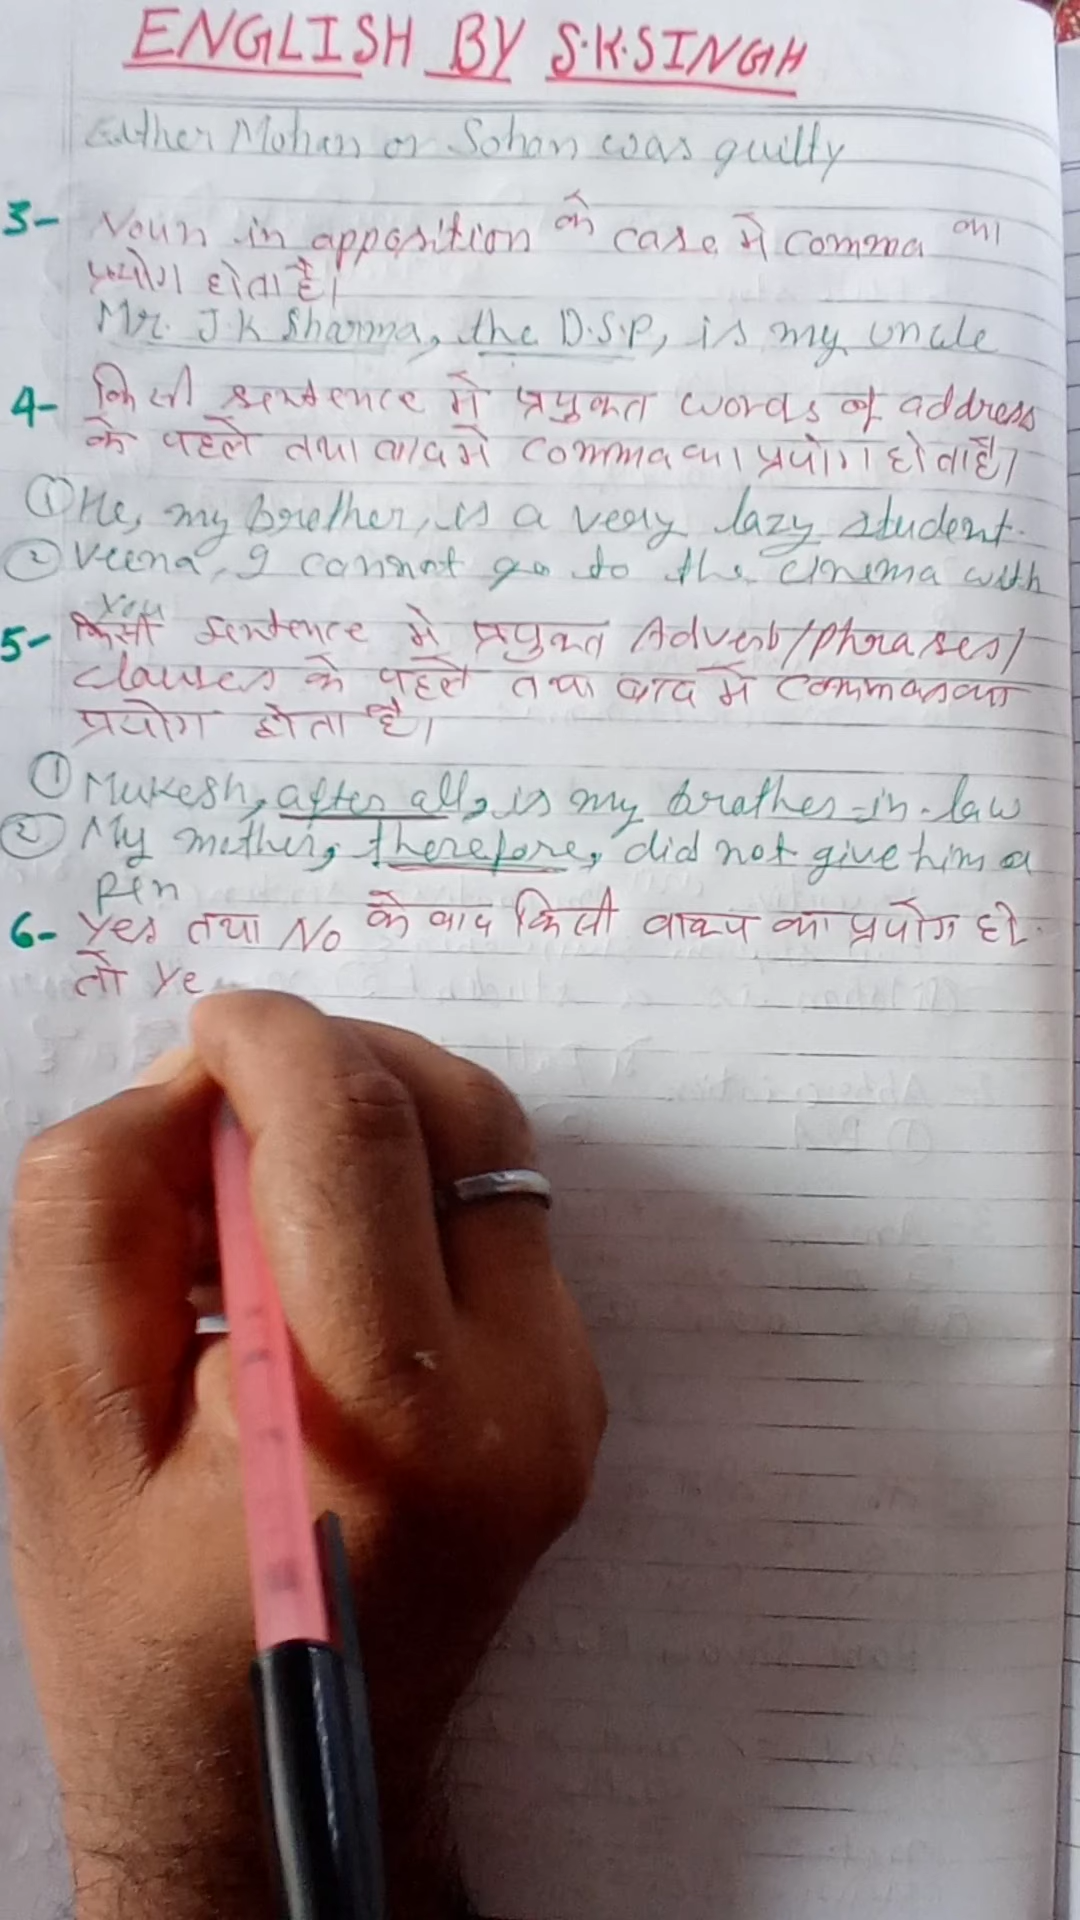 ENGLISH BY S.K.SINGH
Eather Mohan or Sohan was guilty
3- Noun in apposition के case मे comma का
प्रयोग होता है।
Mr. J.K Sharma, the D.S.P, is my uncle
4- किसी sentence मे प्रयुक्त words of address
के पहले तथा वाद मे comma का प्रयोग होता है।
① He, my brother, is a very lazy student.
② Veena, I cannot go to the cinema with
you
5- किसी sentence मे प्रयुक्त Adverb/phrases/
clauses के पहले तथा वाद मे commas का
प्रयोग होता है।
① Mukesh, after all, is my brother-in-law
② My mother, therefore, did not give him a
pen
6- Yes तथा No के वाद किसी वाक्य का प्रयोग हो
तो Ye